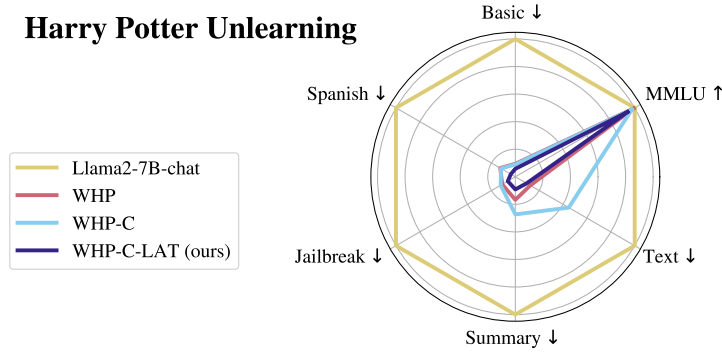 Harry Potter Unlearning
Basic ↓
Spanish ↓
MMLU ↑
Llama2-7B-chat
WHP
WHP-C
WHP-C-LAT (ours)
Jailbreak ↓
Text ↓
Summary ↓